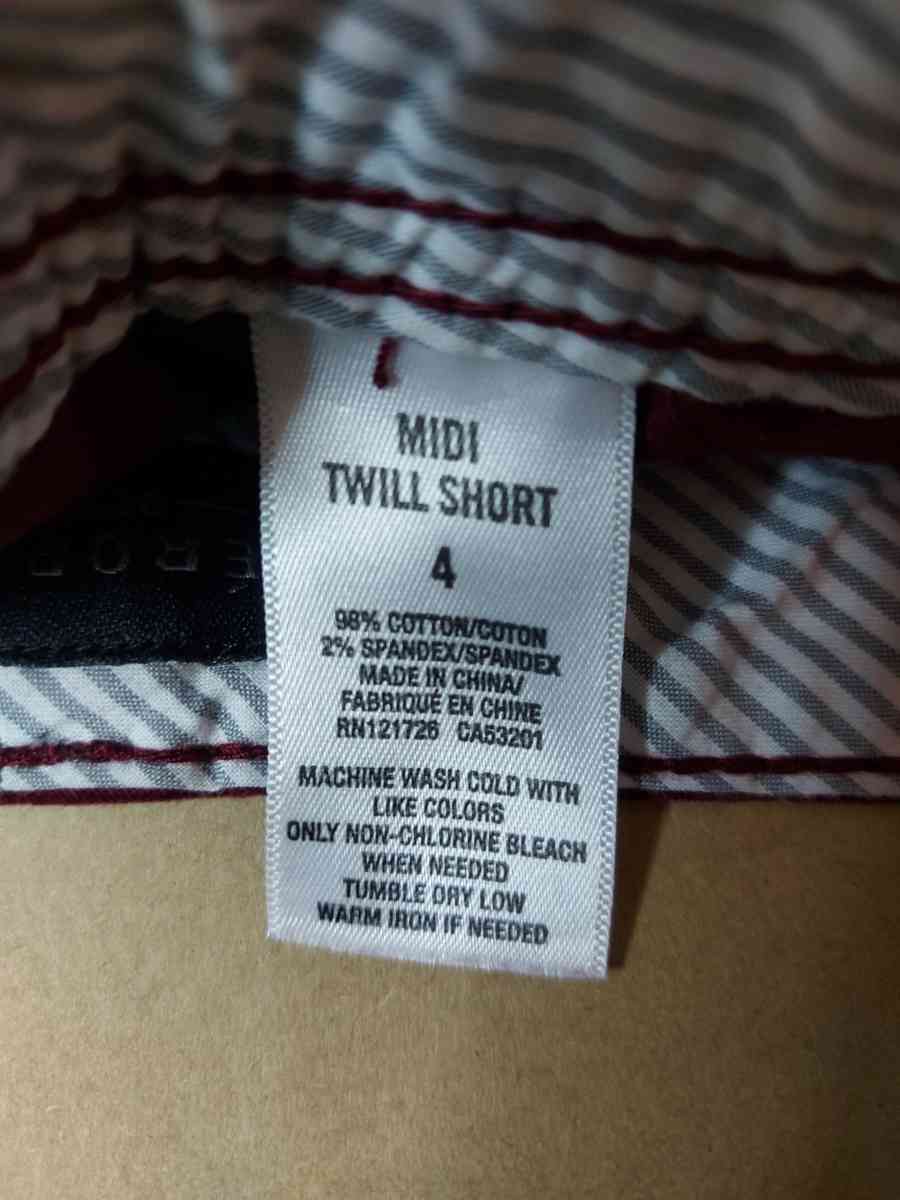 MIDI
TWILL SHORT
4
98% COTTON/COTON
2% SPANDEX/SPANDEX
MADE IN CHINA/
FABRIQUÉ EN CHINE
RN121726 CA53201
MACHINE WASH COLD WITH
LIKE COLORS
ONLY NON-CHLORINE BLEACH
WHEN NEEDED
TUMBLE DRY LOW
WARM IRON IF NEEDED